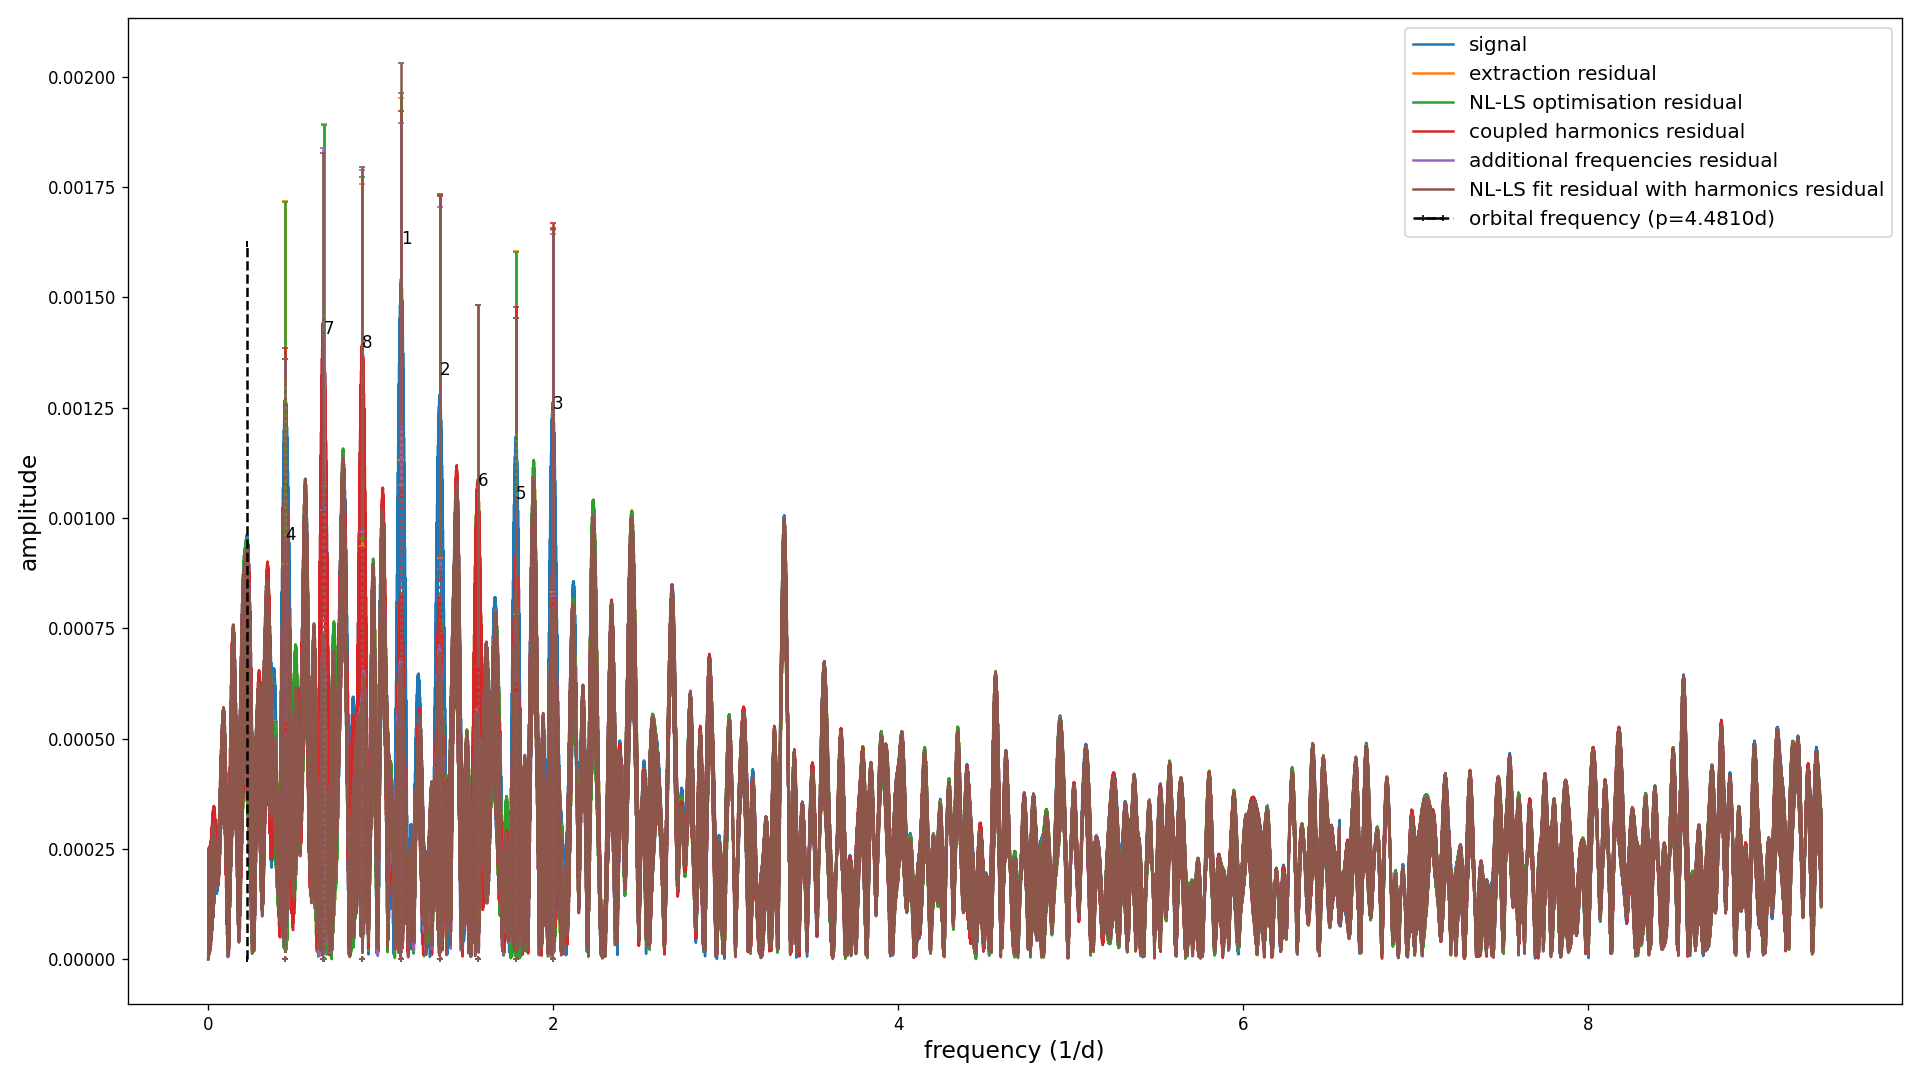 signal
extraction residual
NL-LS optimisation residual
coupled harmonics residual
additional frequencies residual
NL-LS fit residual with harmonics residual
orbital frequency (p=4.4810d)
amplitude
0.00200
0.00175
0.00150
0.00125
0.00100
0.00075
0.00050
0.00025
0.00000
1
7
8
2
3
6
5
4
0
2
4
6
8
frequency (1/d)